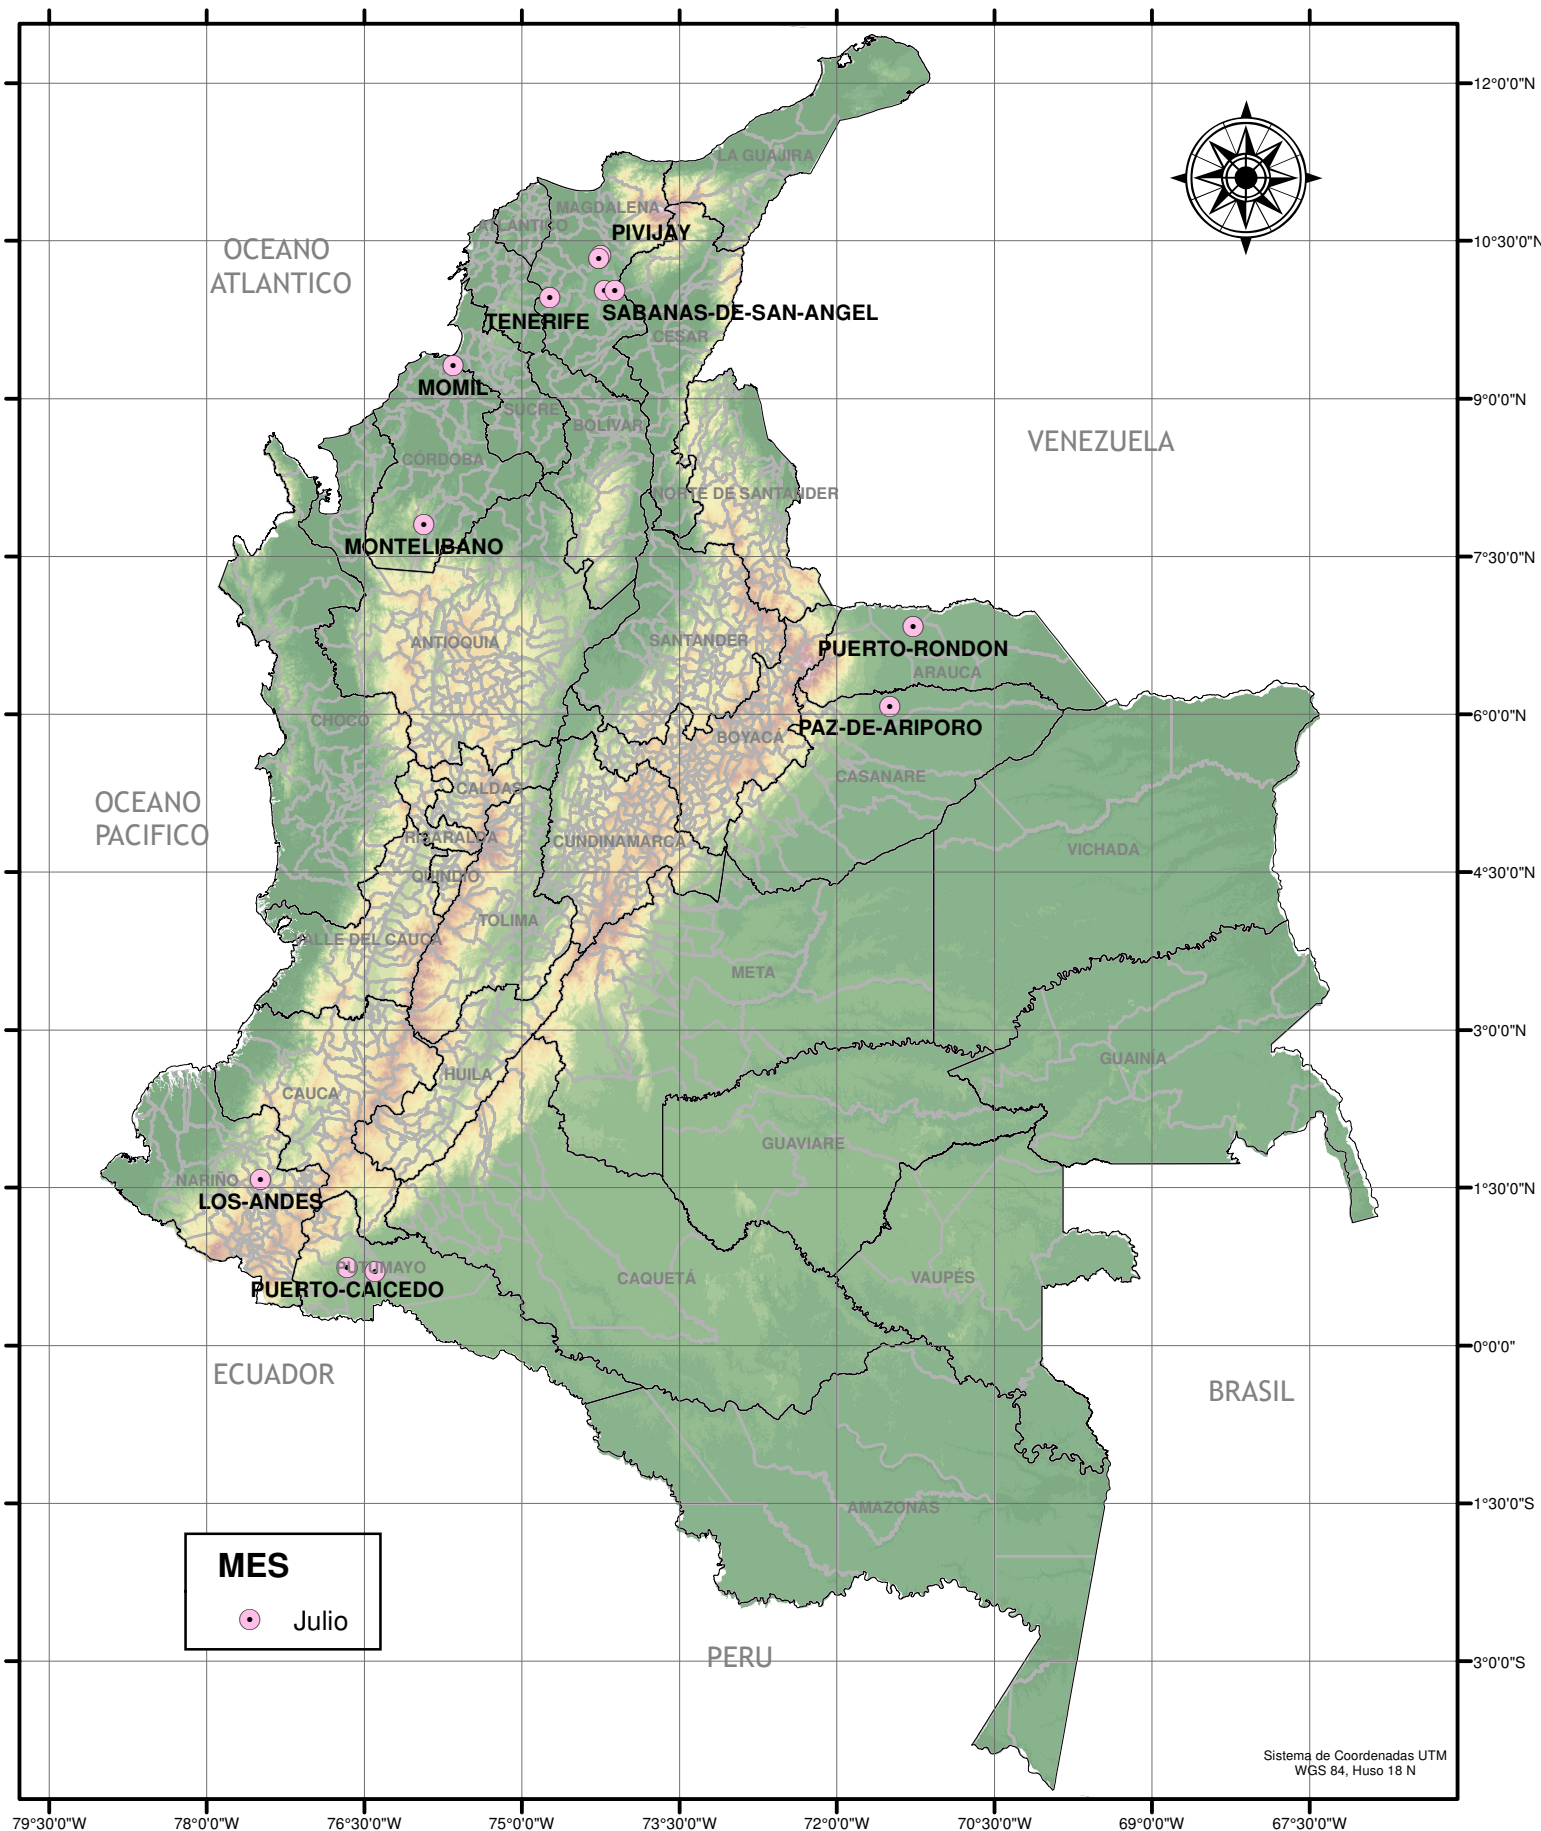 12°0'0"N
LA GUAJIRA
MAGDALENA
ATLANTICO
PIVIJAY
10°30'0"N
OCEANO
ATLANTICO
SABANAS-DE-SAN-ANGEL
TENERIFE
CESAR
MOMIL
9°0'0"N
SUCRE
BOLIVAR
VENEZUELA
CÓRDOBA
NORTE DE SANTANDER
MONTELIBANO
7°30'0"N
ANTIOQUIA
SANTANDER
PUERTO-RONDON
ARAUCA
6°0'0"N
CHOCÓ
PAZ-DE-ARIPORO
BOYACÁ
CASANARE
CALDAS
OCEANO
PACIFICO
RISARALDA
CUNDINAMARCA
VICHADA
QUINDIO
4°30'0"N
TOLIMA
VALLE DEL CAUCA
META
3°0'0"N
GUAINÍA
HUILA
CAUCA
GUAVIARE
NARIÑO
1°30'0"N
LOS-ANDES
PUTUMAYO
CAQUETÁ
VAUPÉS
PUERTO-CAICEDO
0°0'0"
ECUADOR
BRASIL
1°30'0"S
AMAZONAS
MES
Julio
PERU
3°0'0"S
Sistema de Coordenadas UTM
WGS 84, Huso 18 N
79°30'0"W 78°0'0"W 76°30'0"W 75°0'0"W 73°30'0"W 72°0'0"W 70°30'0"W 69°0'0"W 67°30'0"W